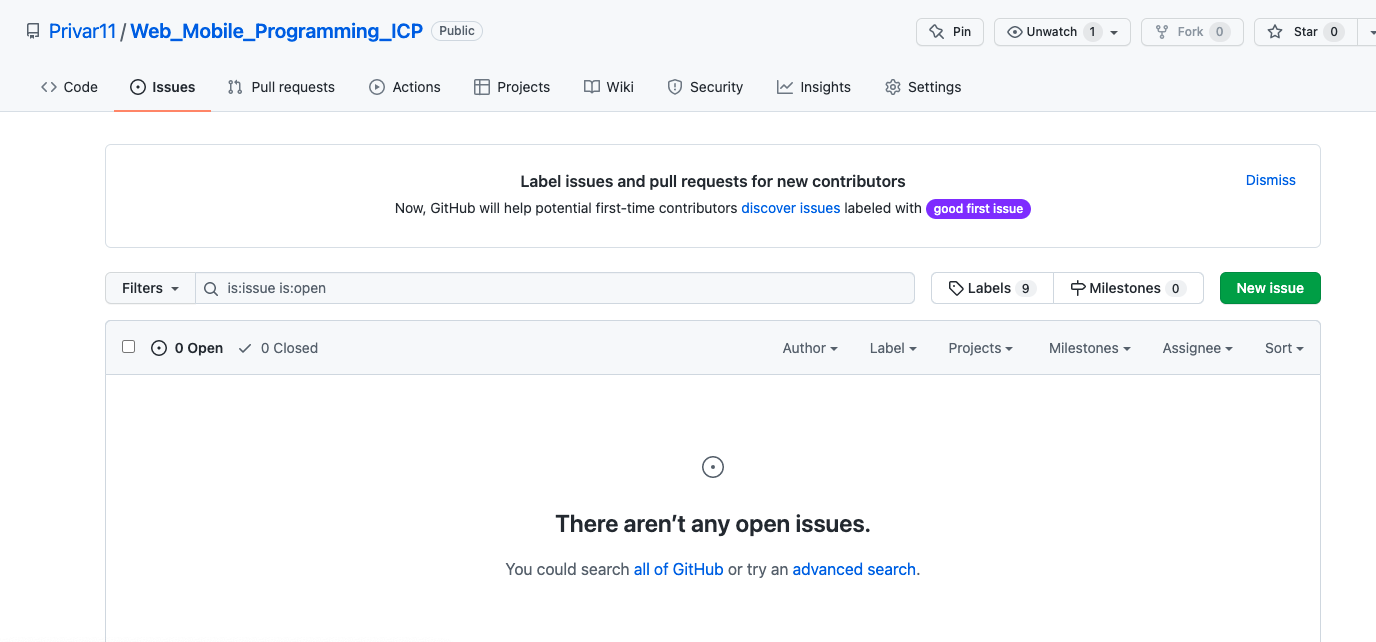 Privar11 / Web_Mobile_Programming_ICP Public Pin Unwatch 1 Fork 0 Star 0
Code Issues Pull requests Actions Projects Wiki Security Insights Settings
Label issues and pull requests for new contributors Dismiss
Now, GitHub will help potential first-time contributors discover issues labeled with good first issue
Filters is:issue is:open Labels 9 Milestones 0 New issue
0 Open 0 Closed Author Label Projects Milestones Assignee Sort
There aren’t any open issues.
You could search all of GitHub or try an advanced search.